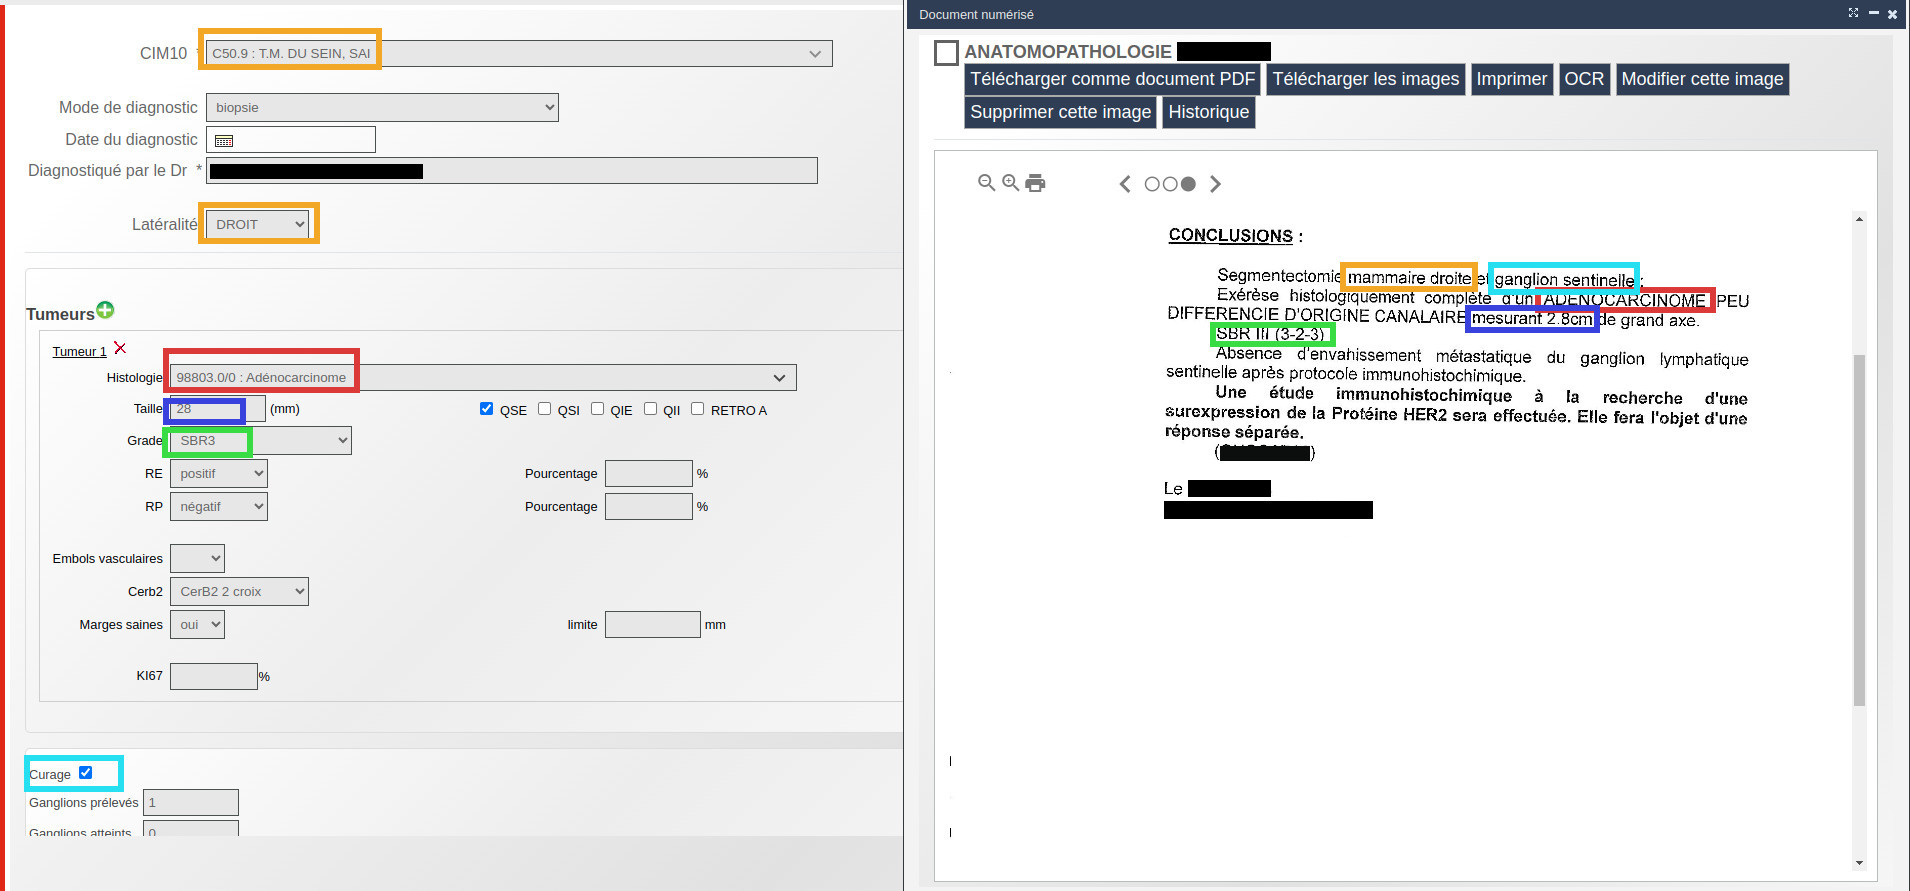 CIM10 * C50.9 : T.M. DU SEIN, SAI
Mode de diagnostic biopsie
Date du diagnostic
Diagnostiqué par le Dr *
Latéralité DROIT
Tumeurs
Tumeur 1
Histologie 98803.0/0 : Adénocarcinome
Taille 28 (mm) QSE QSI QIE QII RETRO A
Grade SBR3
RE positif Pourcentage %
RP négatif Pourcentage %
Embols vasculaires
Cerb2 CerB2 2 croix
Marges saines oui limite mm
KI67 %
Curage
Ganglions prélevés 1
Ganglions atteints 0
Document numérisé
ANATOMOPATHOLOGIE
Télécharger comme document PDF Télécharger les images Imprimer OCR Modifier cette image
Supprimer cette image Historique
CONCLUSIONS :
Segmentectomie mammaire droite et ganglion sentinelle.
Exérèse histologiquement complète d'un ADENOCARCINOME PEU
DIFFERENCIE D'ORIGINE CANALAIRE mesurant 2.8cm de grand axe.
SBR III (3-2-3)
Absence d'envahissement métastatique du ganglion lymphatique
sentinelle après protocole immunohistochimique.
Une étude immunohistochimique à la recherche d'une
surexpression de la Protéine HER2 sera effectuée. Elle fera l'objet d'une
réponse séparée.
( )
Le